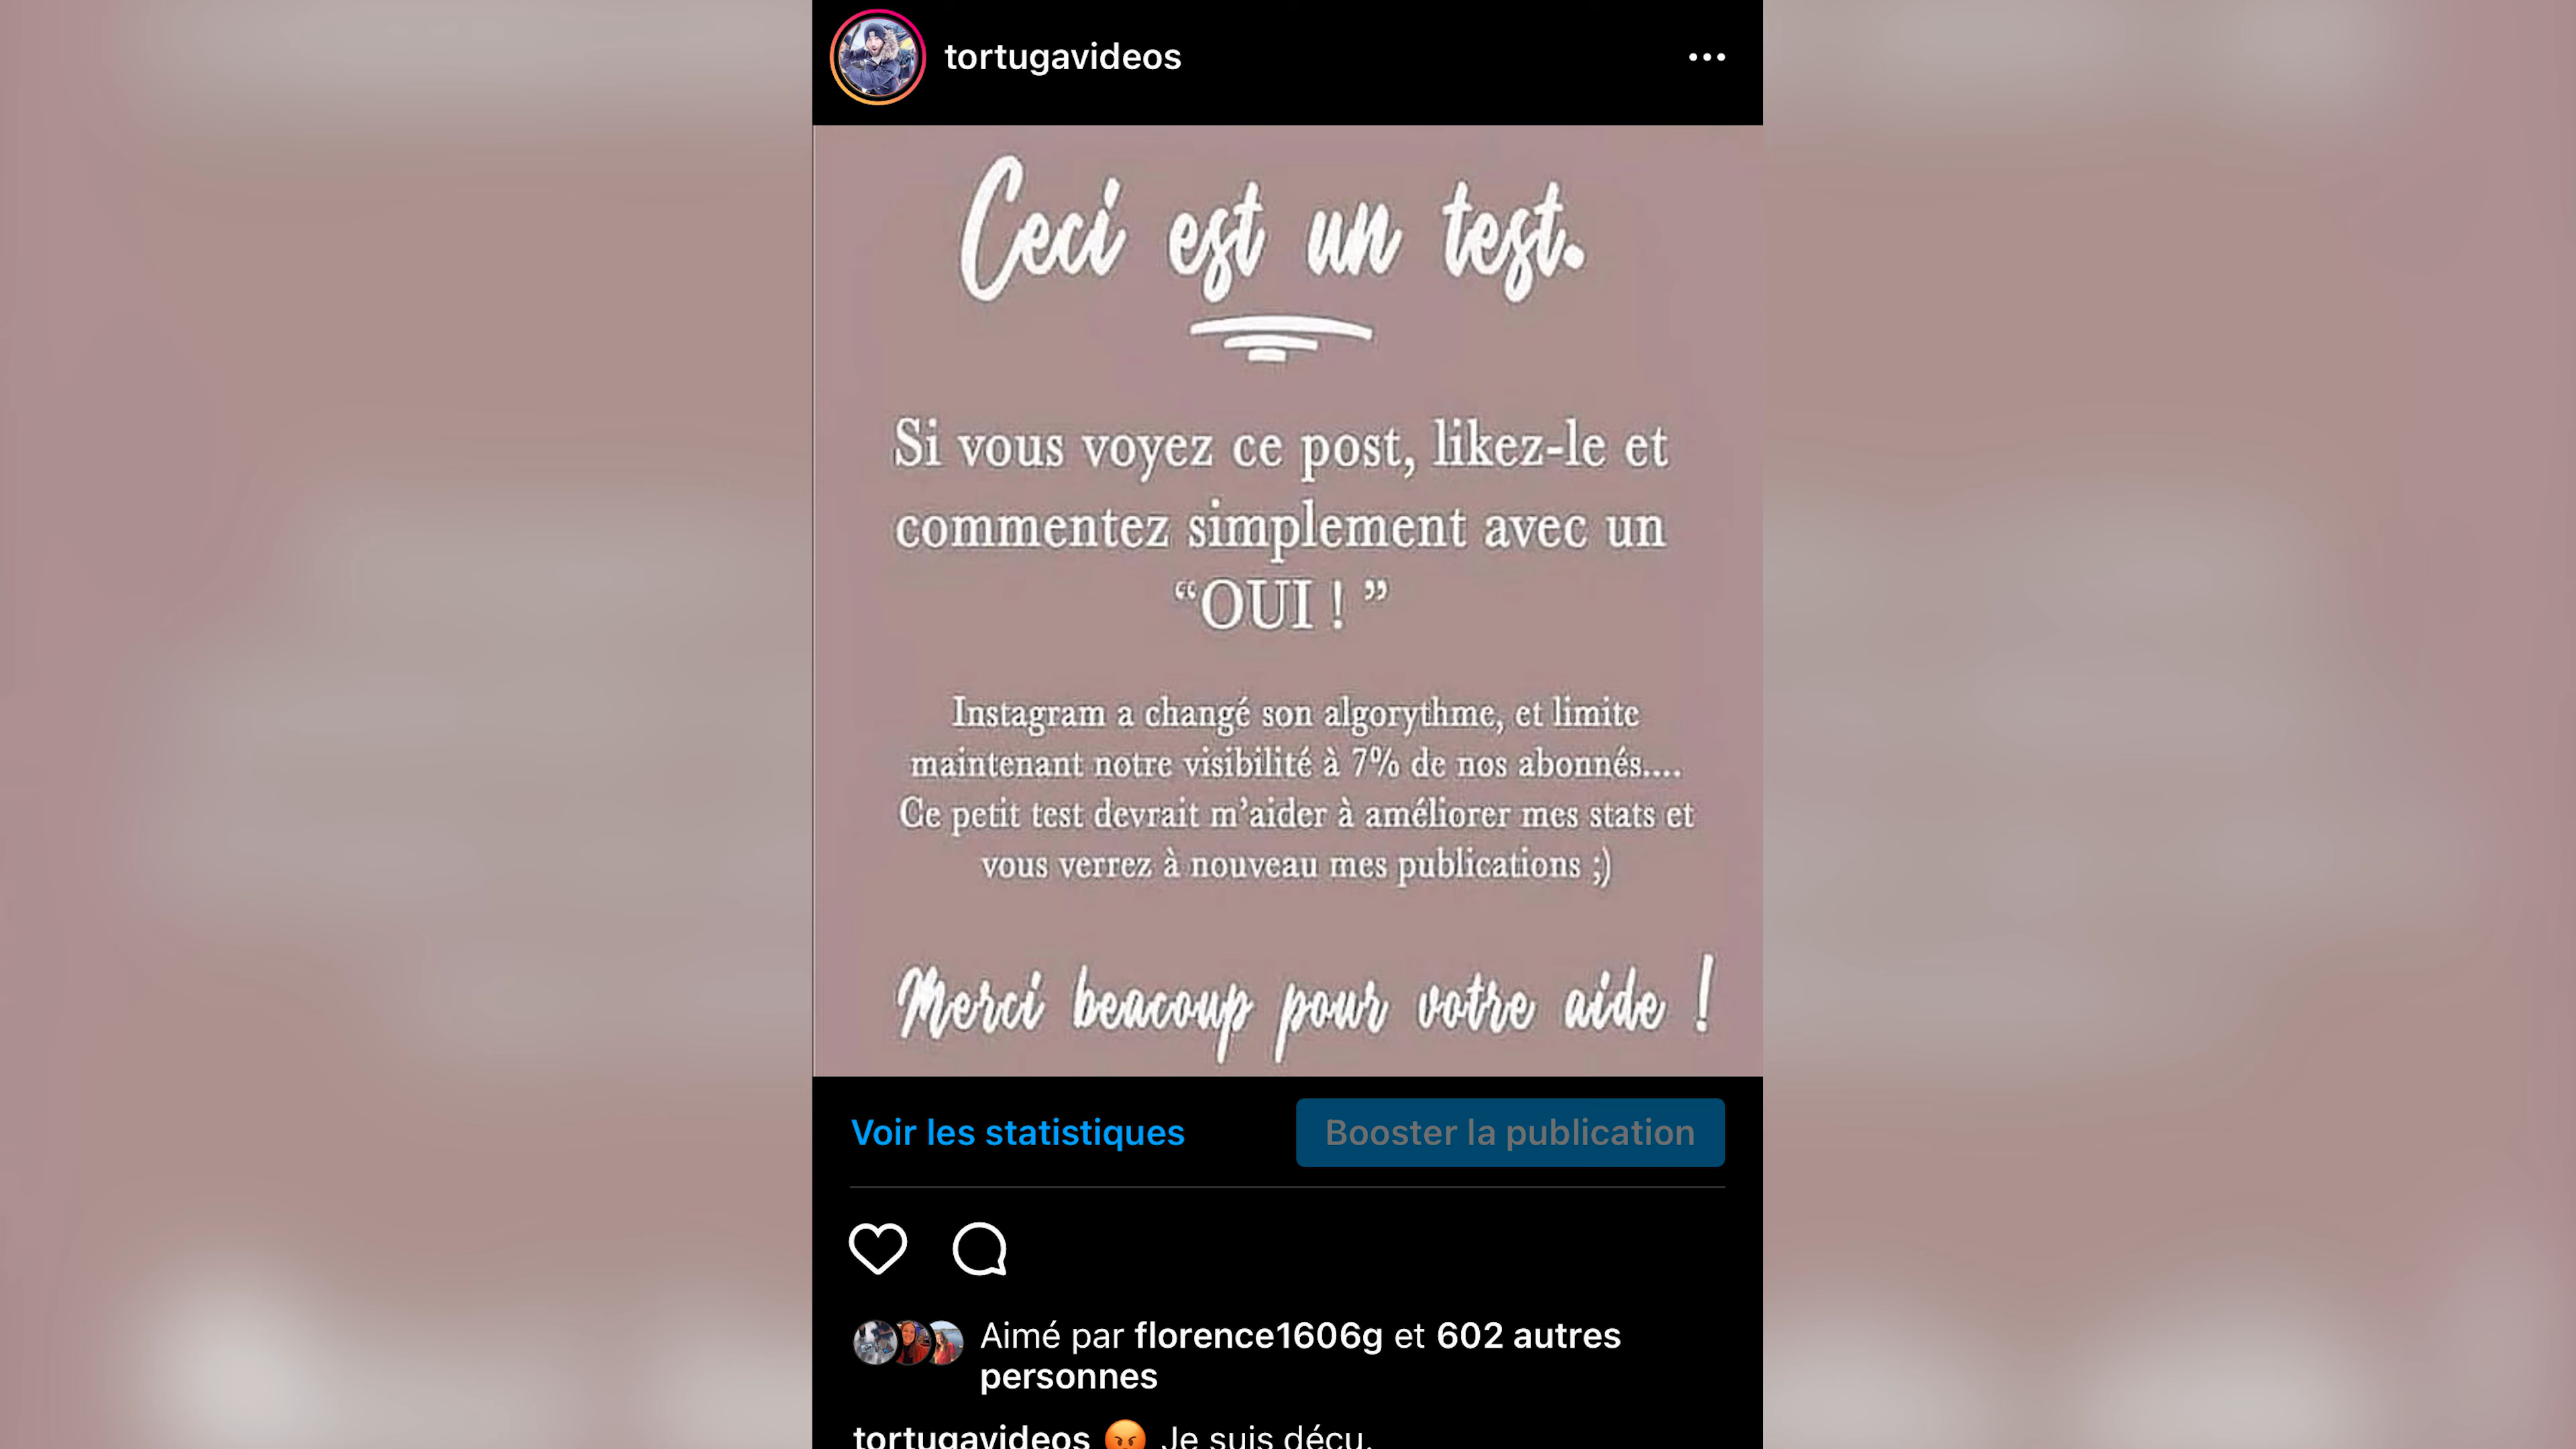 tortugavideos
Ceci est un test.
Si vous voyez ce post, likez-le et
commentez simplement avec un
“OUI ! ”
Instagram a changé son algorythme, et limite
maintenant notre visibilité à 7% de nos abonnés....
Ce petit test devrait m’aider à améliorer mes stats et
vous verrez à nouveau mes publications ;)
Merci beacoup pour votre aide !
Voir les statistiques
Booster la publication
Aimé par florence1606g et 602 autres
personnes
tortugavideos 😡 Je suis déçu.